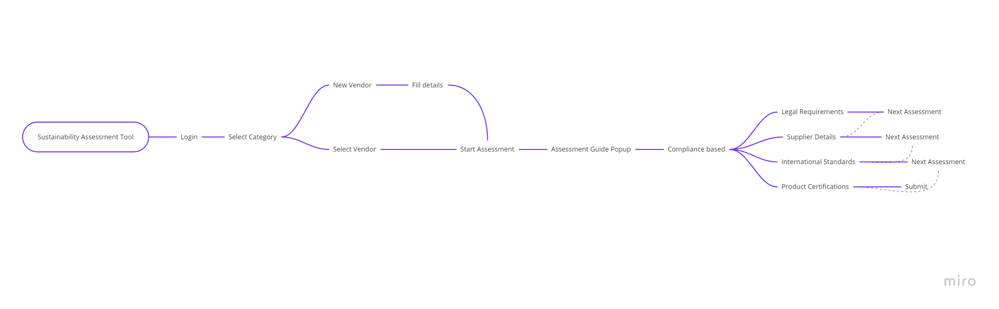 Sustainability Assessment Tool
Login
Select Category
New Vendor
Fill details
Select Vendor
Start Assessment
Assessment Guide Popup
Compliance based
Legal Requirements
Next Assessment
Supplier Details
Next Assessment
International Standards
Next Assessment
Product Certifications
Submit
miro